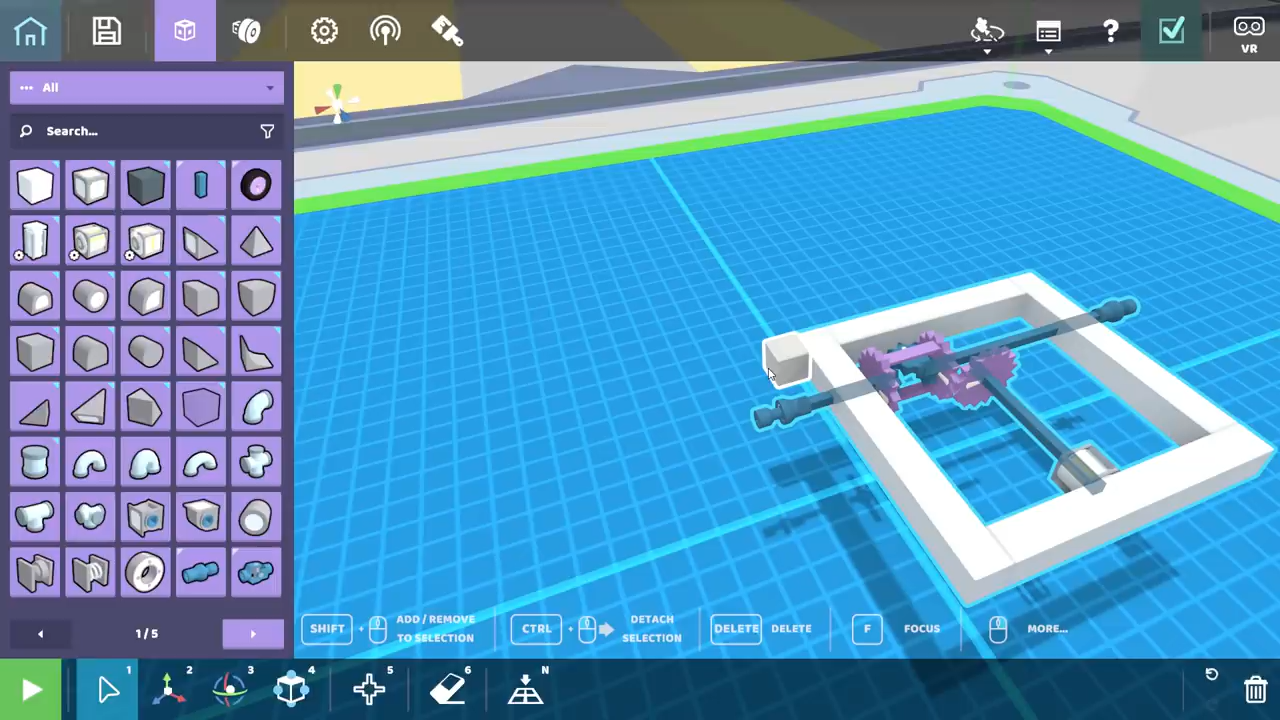 VR
All
Search...
1/5
SHIFT + ADD / REMOVE
TO SELECTION
CTRL + DETACH
SELECTION
DELETE DELETE
F FOCUS
MORE...
1
2
3
4
5
6
N